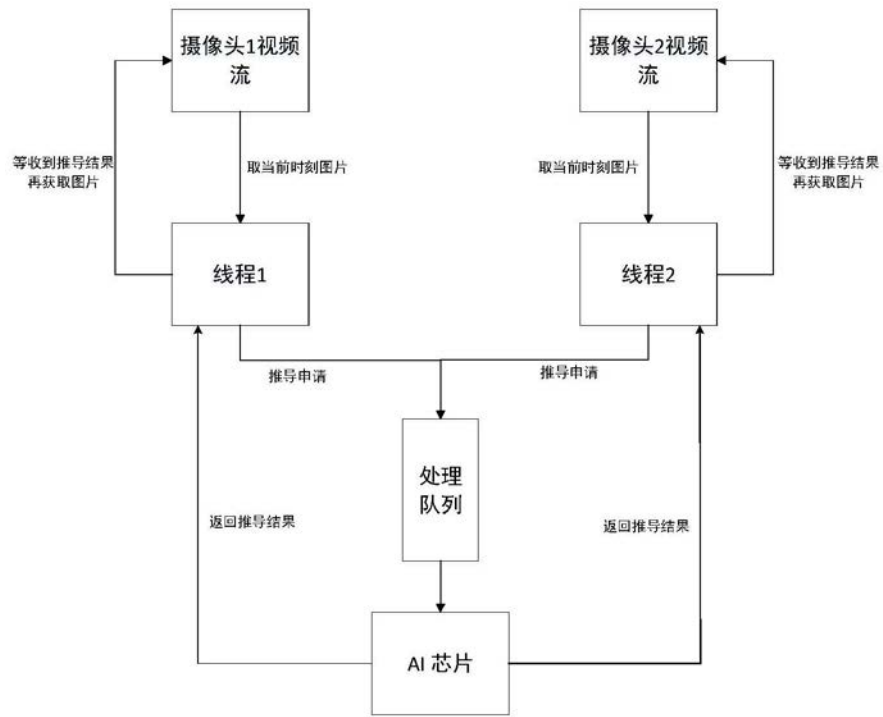 摄像头1视频
流
摄像头2视频
流
等收到推导结果
再获取图片
取当前时刻图片
取当前时刻图片
等收到推导结果
再获取图片
线程1
线程2
推导申请
推导申请
处理
队列
返回推导结果
返回推导结果
AI 芯片